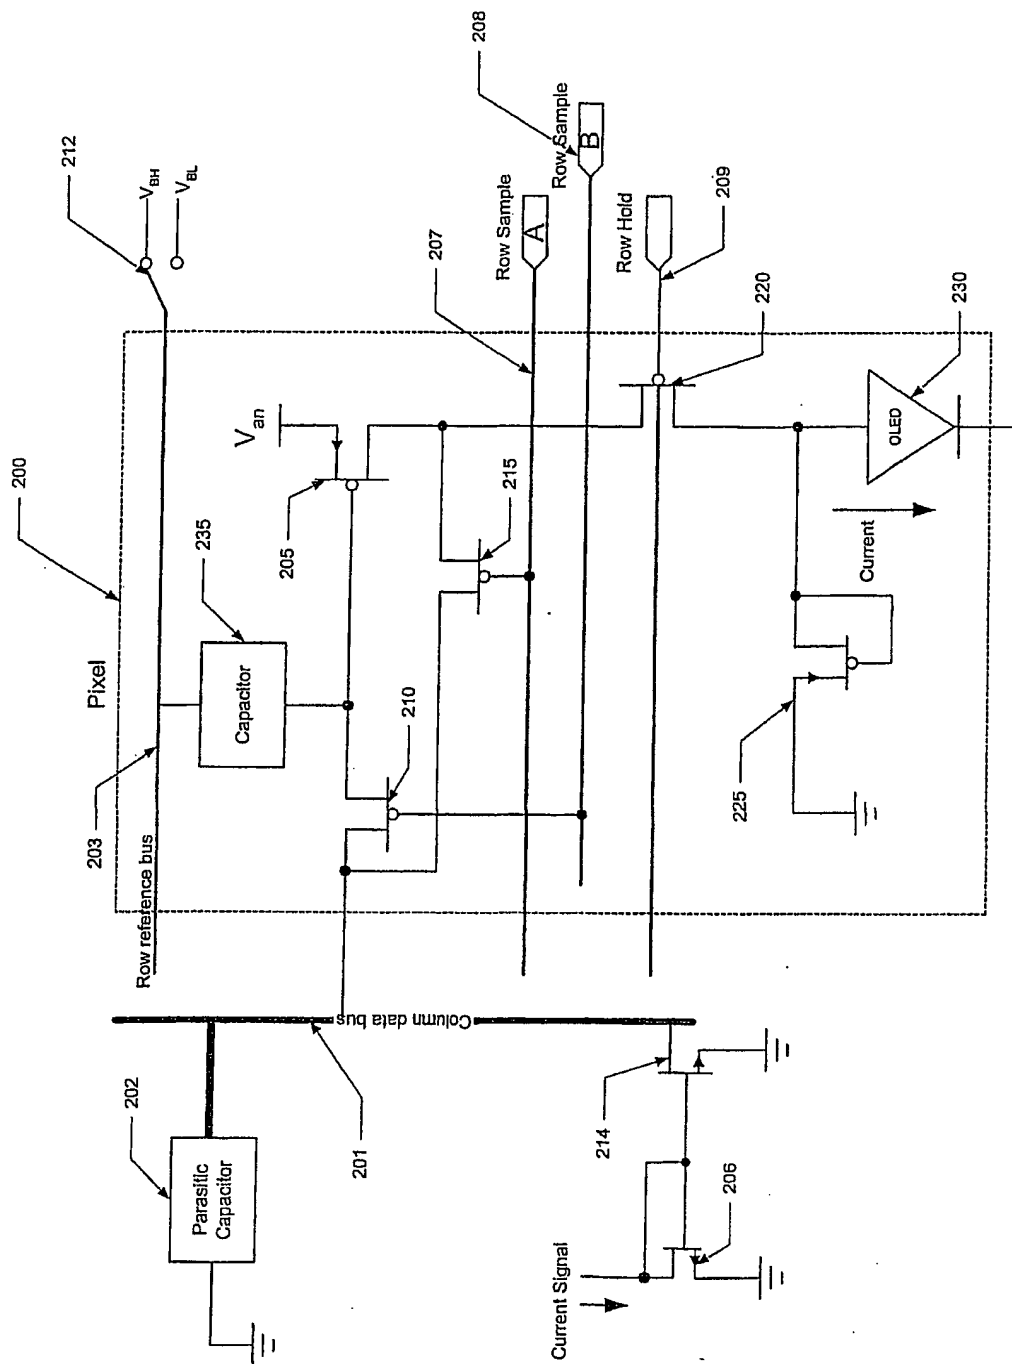 200
Pixel
212
V_BH
V_BL
208
Row reference bus
203
Capacitor
235
V_an
205
Row Sample
A
207
Row Sample
B
215
210
Row Hold
209
220
230
OLED
Current
225
Column data bus
201
202
Parasitic
Capacitor
214
206
Current Signal